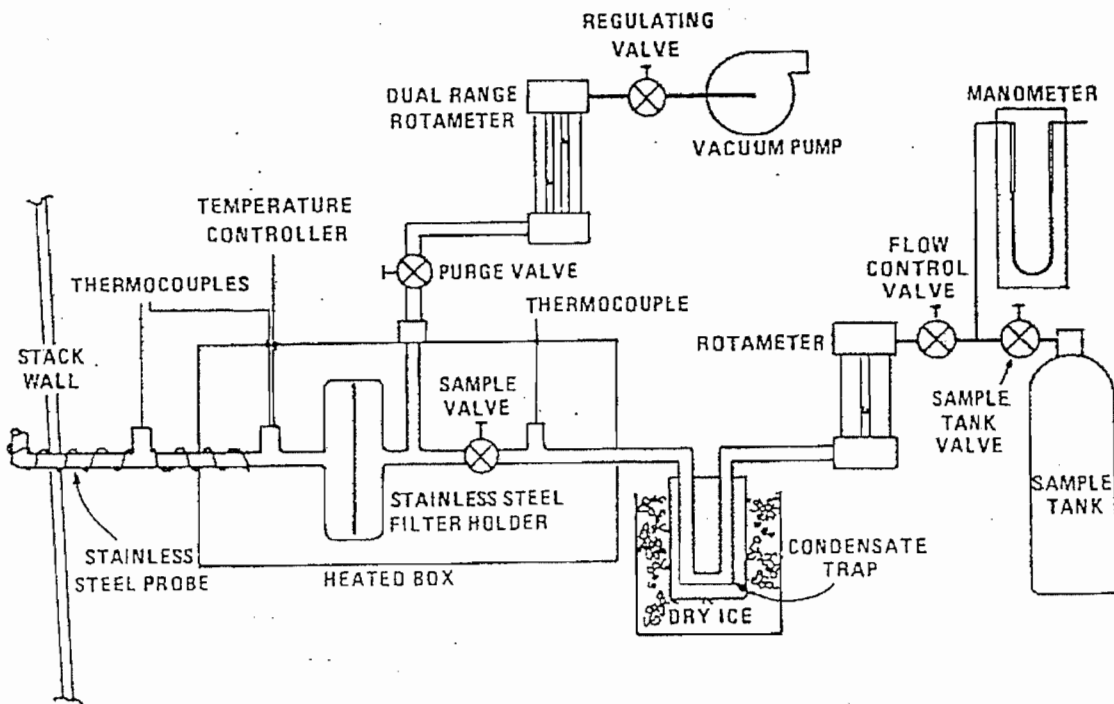 REGULATING
VALVE
DUAL RANGE
ROTAMETER
VACUUM PUMP
MANOMETER
TEMPERATURE
CONTROLLER
PURGE VALVE
FLOW
CONTROL
VALVE
THERMOCOUPLES
THERMOCOUPLE
ROTAMETER
STACK
WALL
SAMPLE
VALVE
SAMPLE
TANK
VALVE
STAINLESS STEEL
FILTER HOLDER
SAMPLE
TANK
STAINLESS
STEEL PROBE
HEATED BOX
CONDENSATE
TRAP
DRY ICE